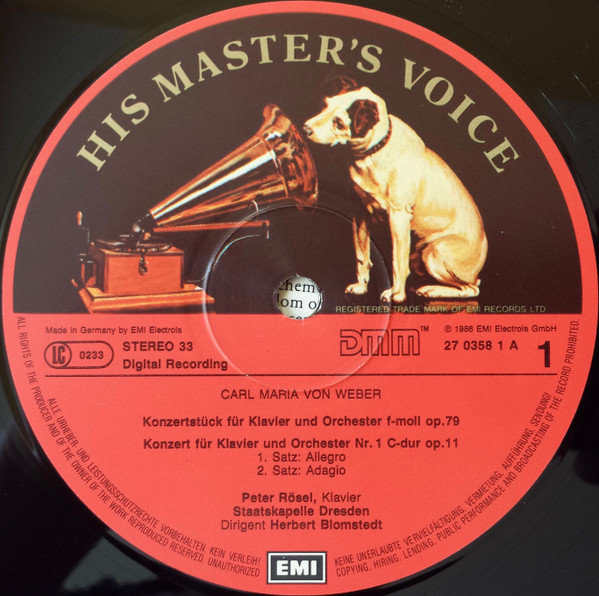 HIS MASTER'S VOICE
zhem
dom o
REGISTERED TRADE MARK OF EMI RECORDS LTD
Made in Germany by EMI Electrola
LC 0233
STEREO 33
Digital Recording
DMM™
℗ 1986 EMI Electrola GmbH
27 0358 1 A
1
CARL MARIA VON WEBER
Konzertstück für Klavier und Orchester f-moll op.79
Konzert für Klavier und Orchester Nr. 1 C-dur op.11
1. Satz: Allegro
2. Satz: Adagio
Peter Rösel, Klavier
Staatskapelle Dresden
Dirigent Herbert Blomstedt
ALLE URHEBER- UND LEISTUNGSSCHUTZRECHTE VORBEHALTEN. KEIN VERLEIH!
KEINE UNERLAUBTE VERVIELFÄLTIGUNG, VERMIETUNG, AUFFÜHRUNG, SENDUNG!
ALL RIGHTS OF THE PRODUCER AND OF THE OWNER OF THE WORK REPRODUCED RESERVED. UNAUTHORIZED
COPYING, HIRING, LENDING, PUBLIC PERFORMANCE AND BROADCASTING OF THE RECORD PROHIBITED.
EMI